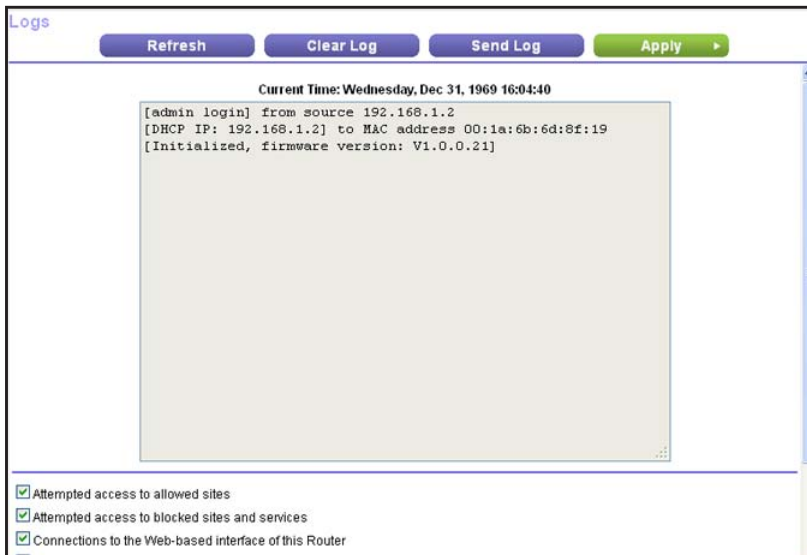 Logs
Refresh Clear Log Send Log Apply
Current Time: Wednesday, Dec 31, 1969 16:04:40
[admin login] from source 192.168.1.2
[DHCP IP: 192.168.1.2] to MAC address 00:1a:6b:6d:8f:19
[Initialized, firmware version: V1.0.0.21]
Attempted access to allowed sites
Attempted access to blocked sites and services
Connections to the Web-based interface of this Router